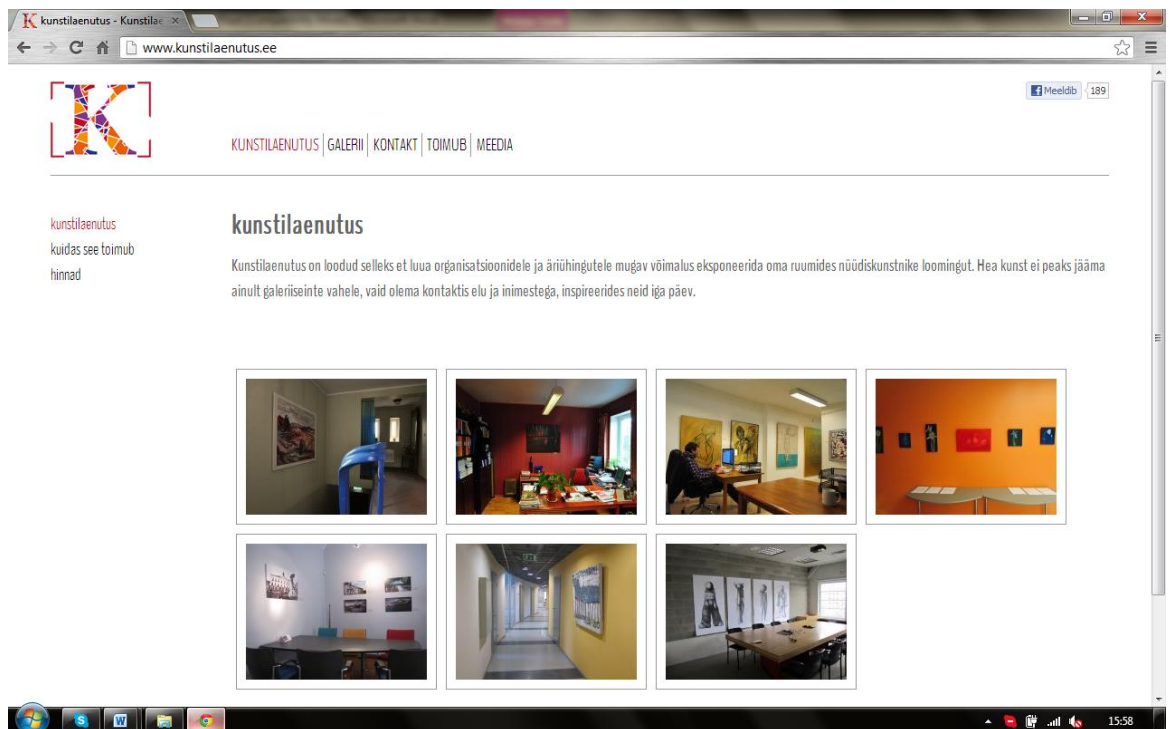 kunstilaenutus - Kunstilae
www.kunstilaenutus.ee
K
Meeldib 189
KUNSTILAENUTUS GALERII KONTAKT TOIMUB MEEDIA
kunstilaenutus
kuidas see toimub
hinnad
kunstilaenutus
Kunstilaenutus on loodud selleks et luua organisatsioonidele ja äriühingutele mugav võimalus eksponeerida oma ruumides nüüdiskunstnike loomingut. Hea kunst ei peaks jääma
ainult galeriiseinte vahele, vaid olema kontaktis elu ja inimestega, inspireerides neid iga päev.
15:58